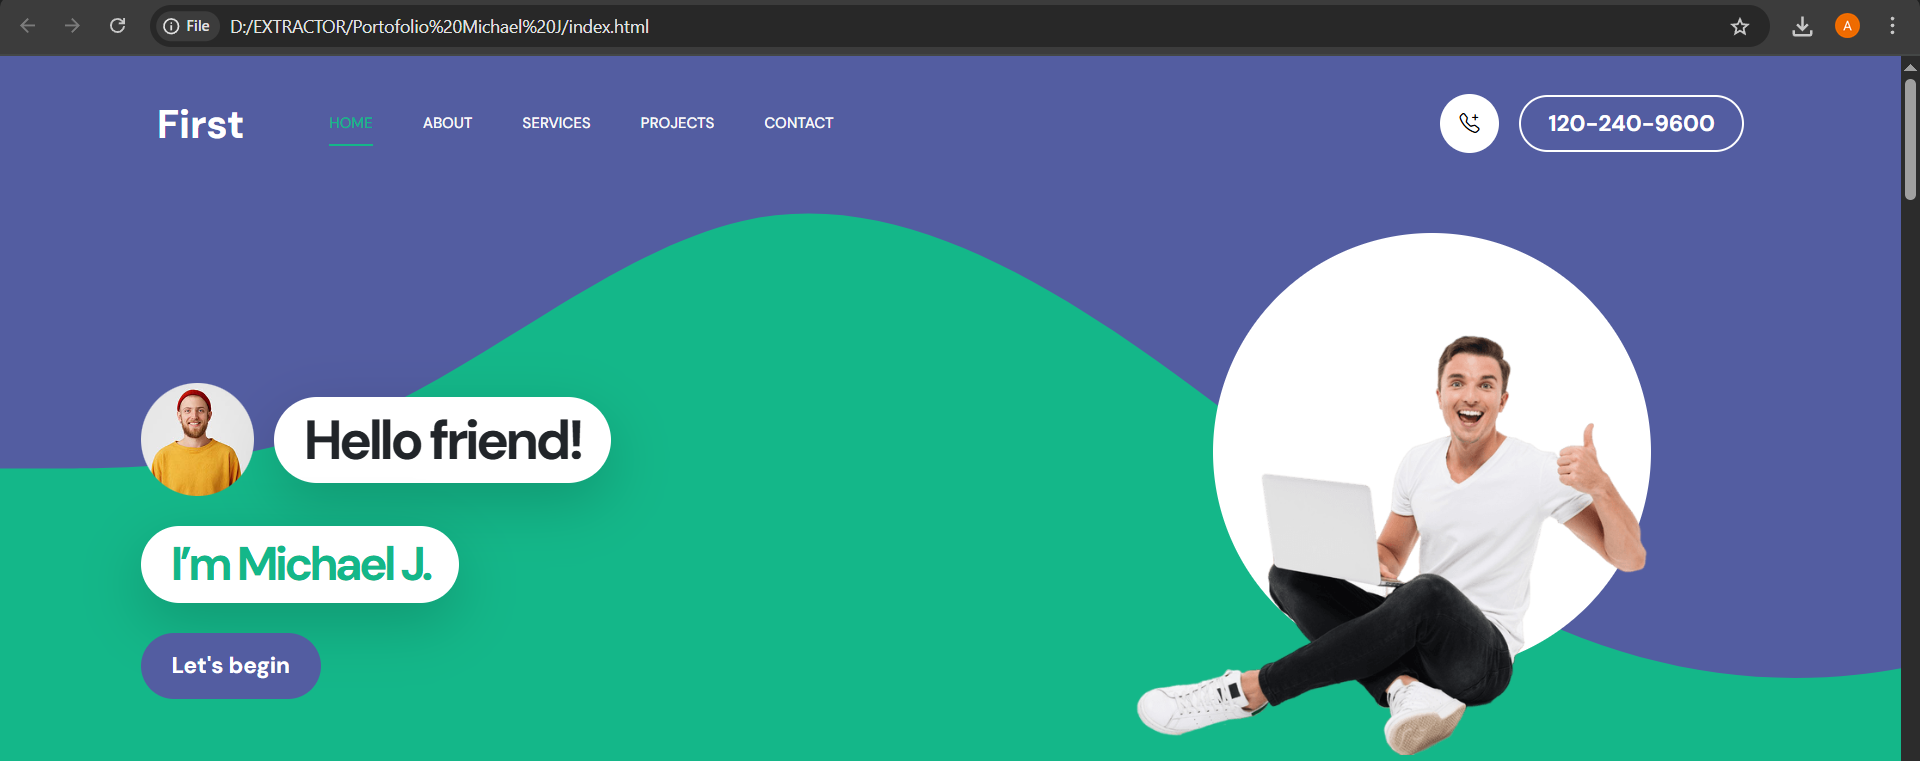 File D:/EXTRACTOR/Portofolio%20Michael%20J/index.html
A
First HOME ABOUT SERVICES PROJECTS CONTACT 120-240-9600
Hello friend!
I’m Michael J.
Let's begin